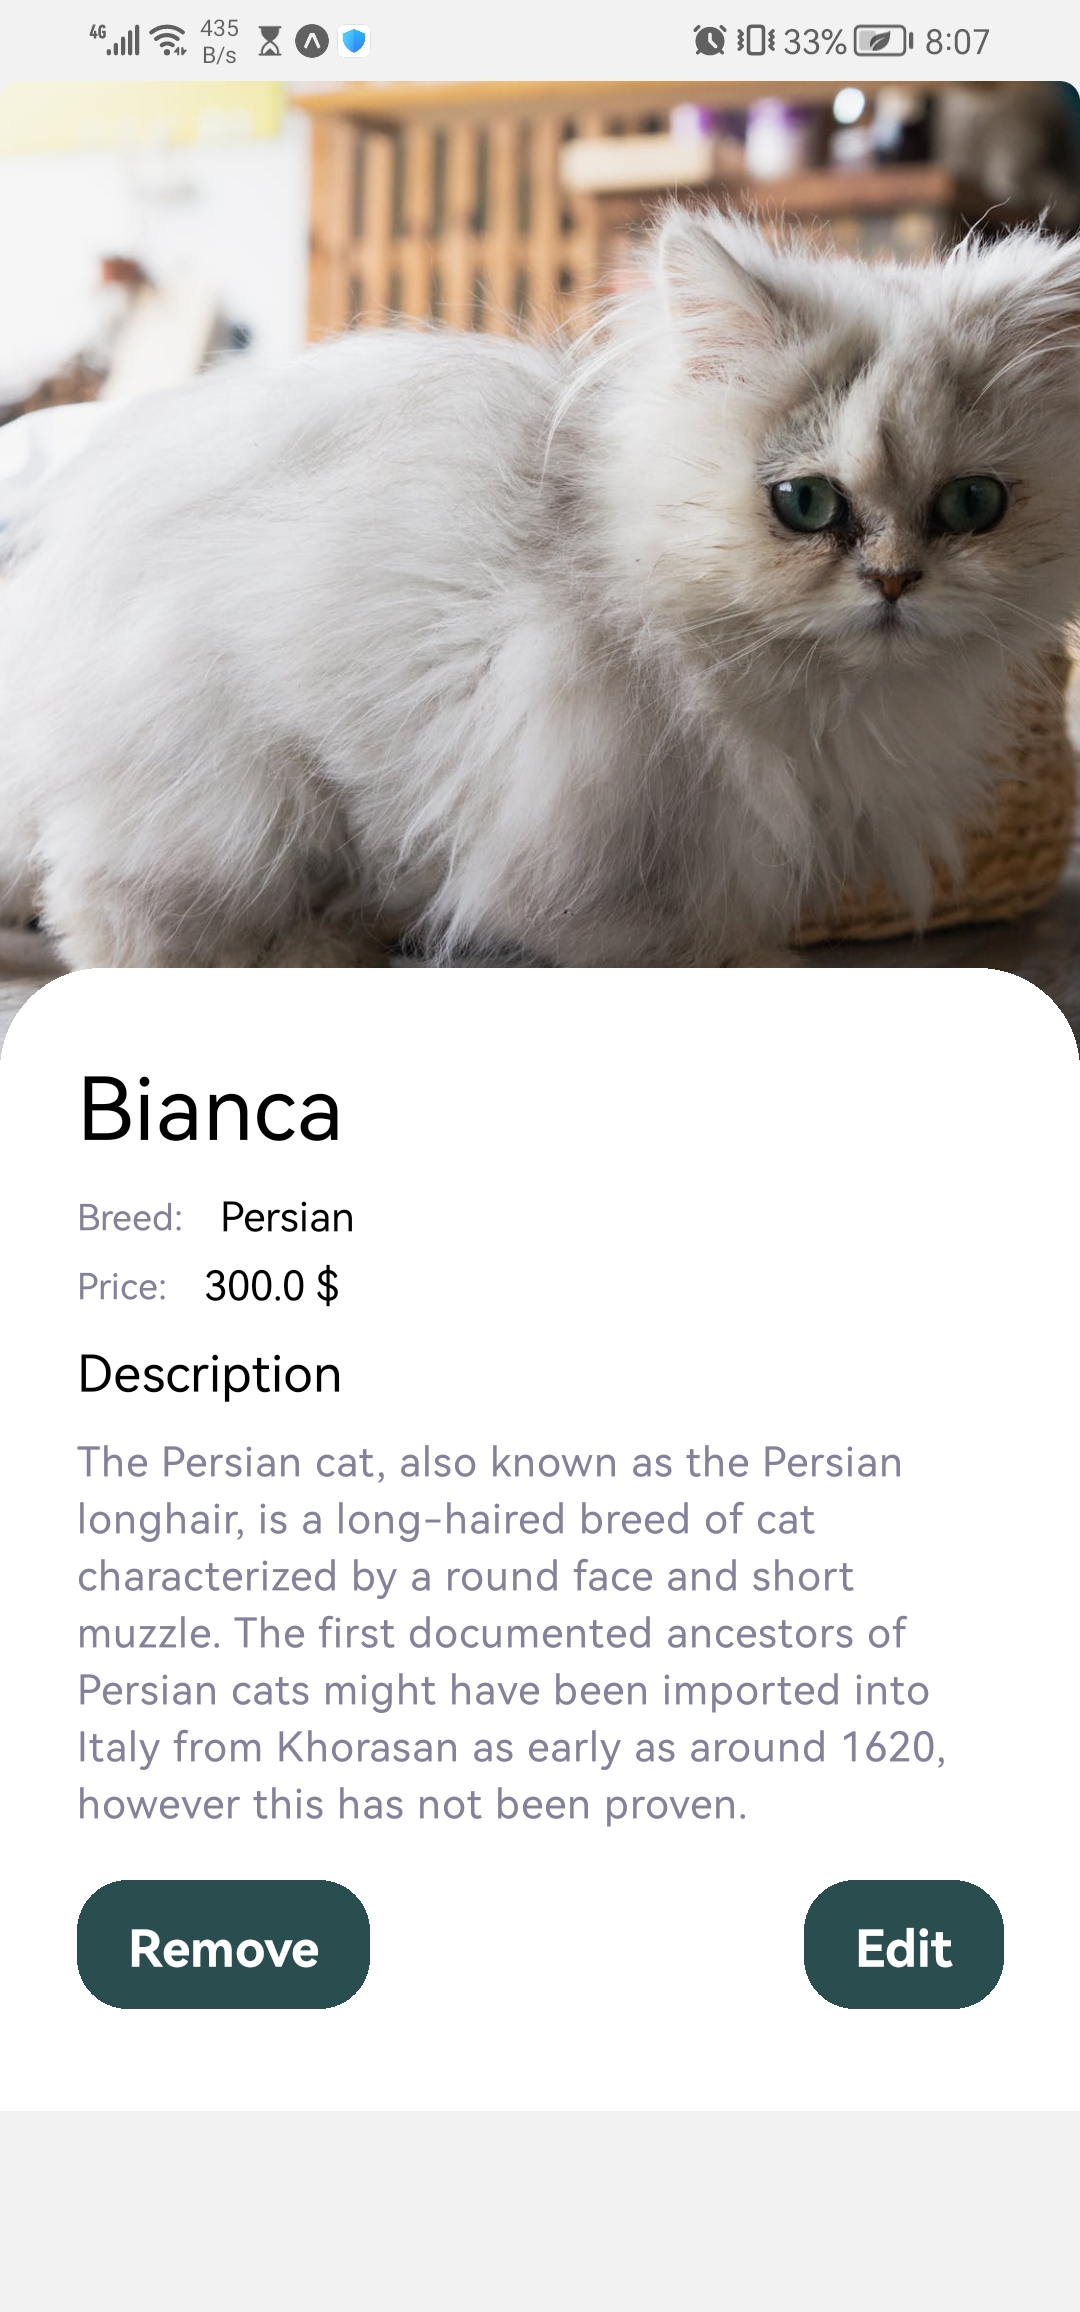 4G 435 B/s 33% 8:07
Bianca
Breed: Persian
Price: 300.0 $
Description
The Persian cat, also known as the Persian
longhair, is a long-haired breed of cat
characterized by a round face and short
muzzle. The first documented ancestors of
Persian cats might have been imported into
Italy from Khorasan as early as around 1620,
however this has not been proven.
Remove Edit